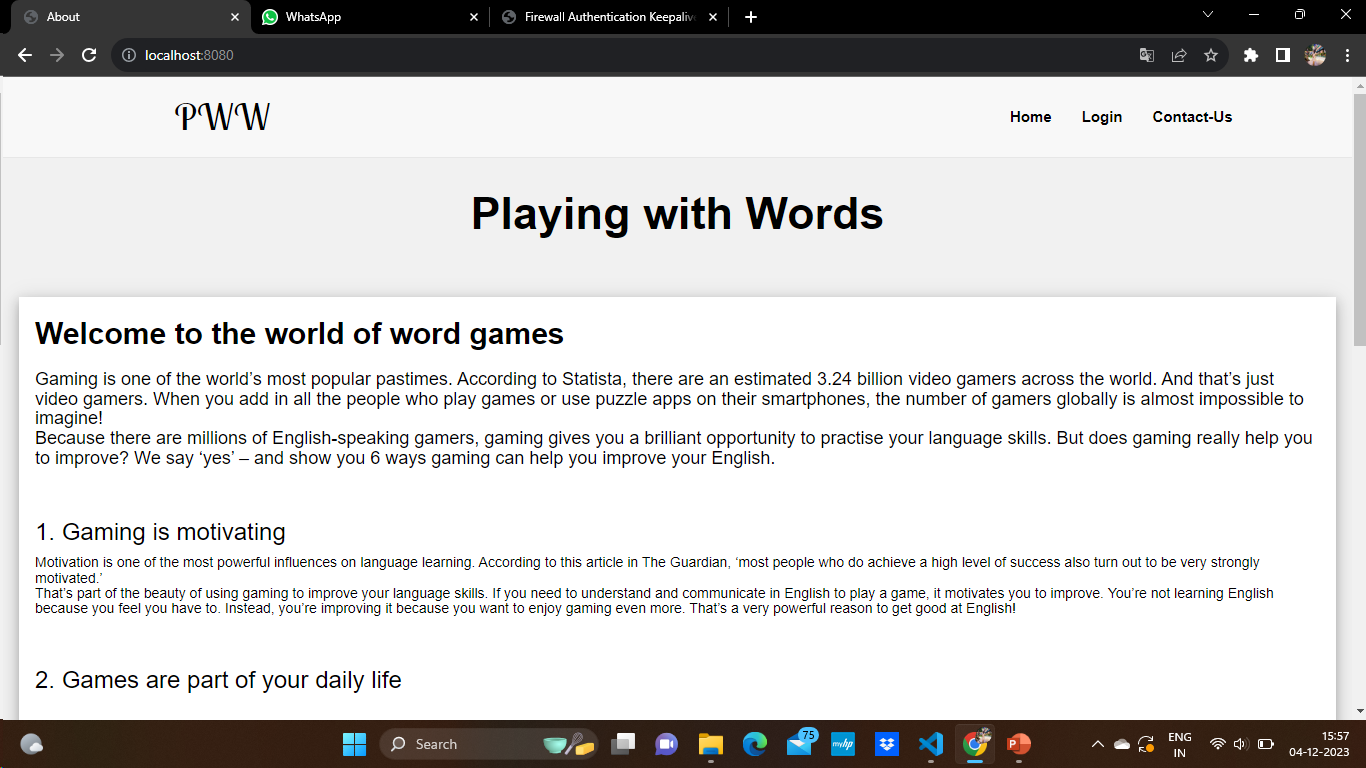 About
WhatsApp
Firewall Authentication Keepaliv
localhost:8080
PWW
Home
Login
Contact-Us
Playing with Words
Welcome to the world of word games
Gaming is one of the world’s most popular pastimes. According to Statista, there are an estimated 3.24 billion video gamers across the world. And that’s just
video gamers. When you add in all the people who play games or use puzzle apps on their smartphones, the number of gamers globally is almost impossible to
imagine!
Because there are millions of English-speaking gamers, gaming gives you a brilliant opportunity to practise your language skills. But does gaming really help you
to improve? We say ‘yes’ – and show you 6 ways gaming can help you improve your English.
1. Gaming is motivating
Motivation is one of the most powerful influences on language learning. According to this article in The Guardian, ‘most people who do achieve a high level of success also turn out to be very strongly
motivated.’
That’s part of the beauty of using gaming to improve your language skills. If you need to understand and communicate in English to play a game, it motivates you to improve. You’re not learning English
because you feel you have to. Instead, you’re improving it because you want to enjoy gaming even more. That’s a very powerful reason to get good at English!
2. Games are part of your daily life
Search
75
myhp
ENG
IN
15:57
04-12-2023